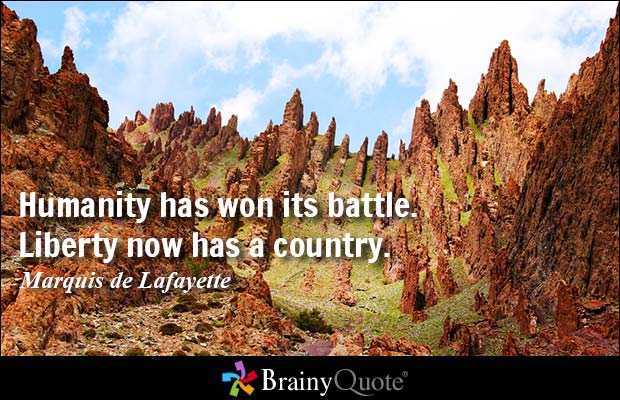 Humanity has won its battle.
Liberty now has a country.
Marquis de Lafayette
BrainyQuote®